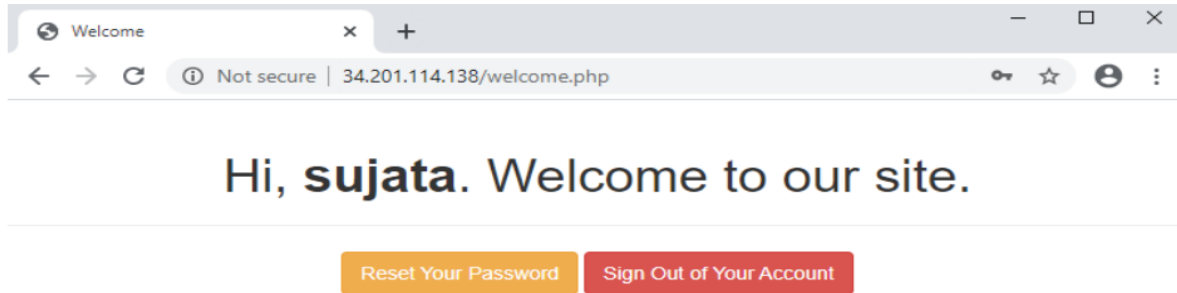 Welcome
Not secure | 34.201.114.138/welcome.php
Hi, sujata. Welcome to our site.
Reset Your Password Sign Out of Your Account